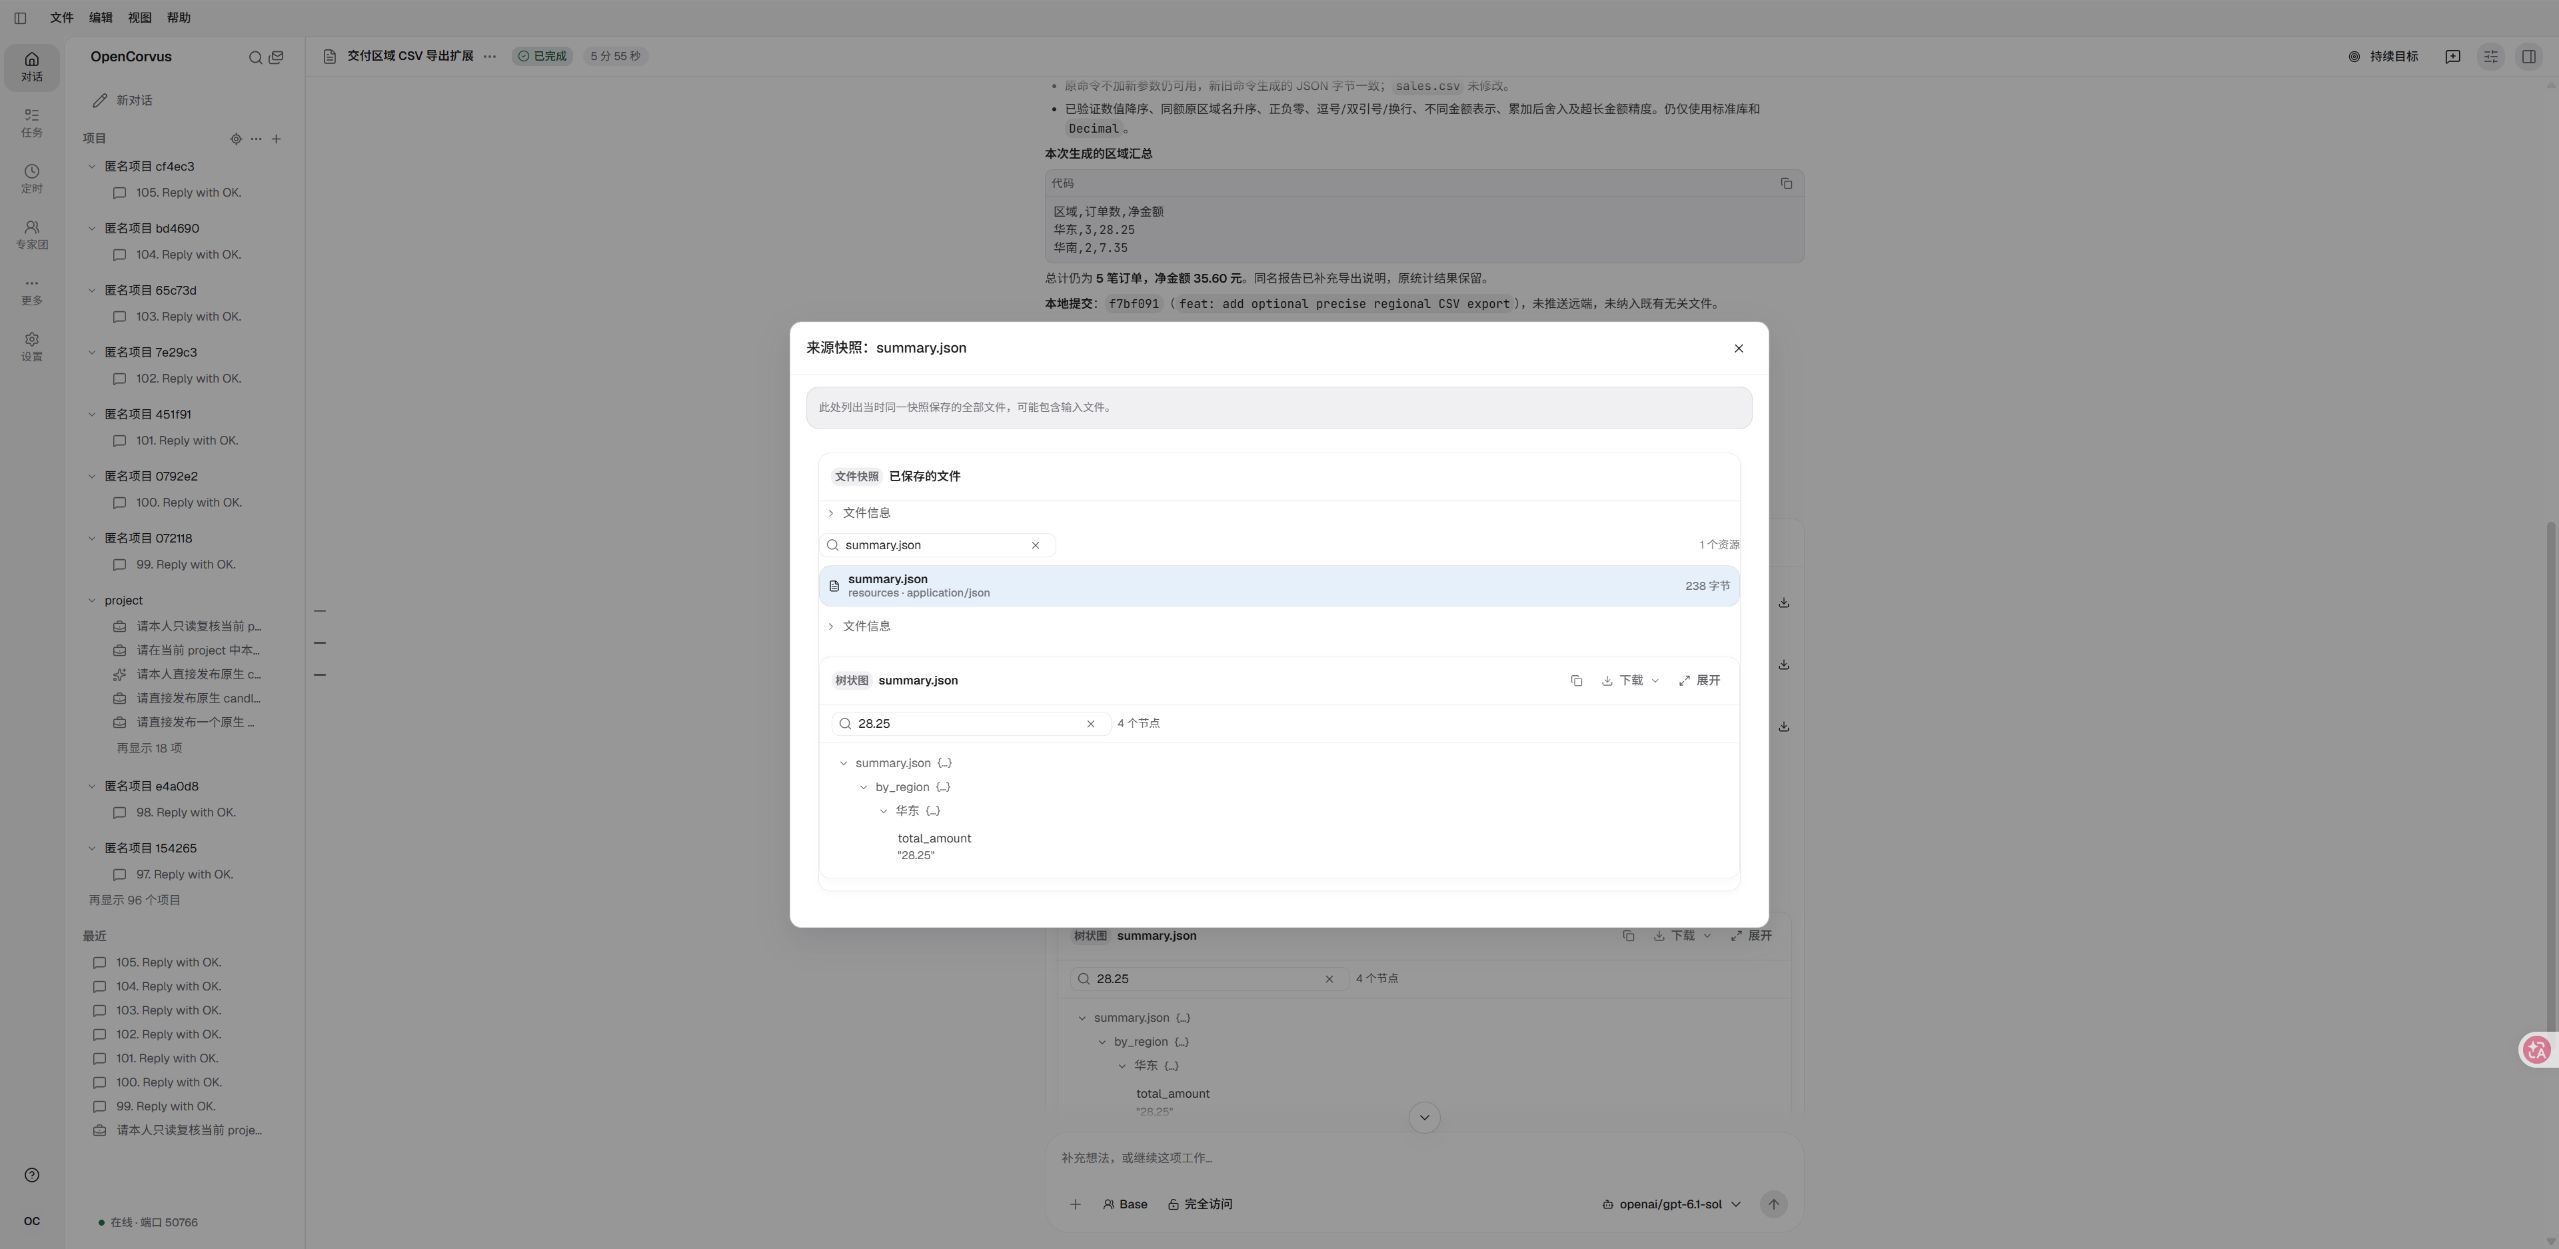 文件 编辑 视图 帮助
对话
任务
定时
专家团
更多
设置
OC
OpenCorvus
新对话
项目
匿名项目 cf4ec3
105. Reply with OK.
匿名项目 bd4690
104. Reply with OK.
匿名项目 65c73d
103. Reply with OK.
匿名项目 7e29c3
102. Reply with OK.
匿名项目 451f91
101. Reply with OK.
匿名项目 0792e2
100. Reply with OK.
匿名项目 072118
99. Reply with OK.
project
请本人只读复核当前 p...
请在当前 project 中本...
请本人直接发布原生 c...
请直接发布原生 candl...
请直接发布一个原生 ...
再显示 18 项
匿名项目 e4a0d8
98. Reply with OK.
匿名项目 154265
97. Reply with OK.
再显示 96 个项目
最近
105. Reply with OK.
104. Reply with OK.
103. Reply with OK.
102. Reply with OK.
101. Reply with OK.
100. Reply with OK.
99. Reply with OK.
请本人只读复核当前 proje...
在线 · 端口 50766
交付区域 CSV 导出扩展 ... 已完成 5 分 55 秒
持续目标
原命令不加新参数仍可用，新旧命令生成的 JSON 字节一致； sales.csv 未修改。
已验证数值降序、同额原区域名升序、正负零、逗号/双引号/换行、不同金额表示、累加后舍入及超长金额精度。仍仅使用标准库和
Decimal。
本次生成的区域汇总
代码
区域,订单数,净金额
华东,3,28.25
华南,2,7.35
总计仍为 5 笔订单，净金额 35.60 元。同名报告已补充导出说明，原统计结果保留。
本地提交： f7bf091 （ feat: add optional precise regional CSV export ），未推送远端，未纳入既有无关文件。
来源快照：summary.json
此处列出当时同一快照保存的全部文件，可能包含输入文件。
文件快照 已保存的文件
文件信息
summary.json
1 个资源
summary.json
resources · application/json
238 字节
文件信息
树状图 summary.json
下载 展开
28.25
4 个节点
summary.json {...}
by_region {...}
华东 {...}
total_amount
"28.25"
树状图 summary.json
下载 展开
28.25
4 个节点
summary.json {...}
by_region {...}
华东 {...}
total_amount
"28.25"
补充想法，或继续这项工作...
Base 完全访问
openai/gpt-6.1-sol